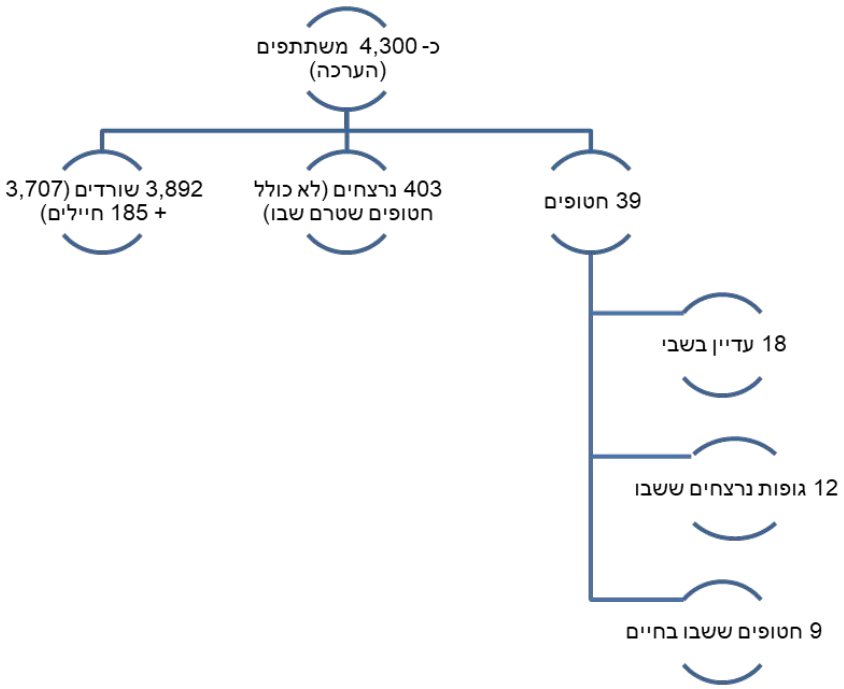 כ- 4,300 משתתפים
(הערכה)
39 חטופים
403 נרצחים (לא כולל
חטופים שטרם שבו)
3,892 שורדים (3,707
+ 185 חיילים)
18 עדיין בשבי
12 גופות נרצחים ששבו
9 חטופים ששבו בחיים